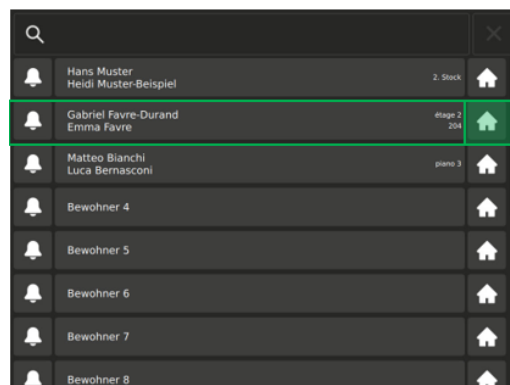 Hans Muster
Heidi Muster-Beispiel
2. Stock
Gabriel Favre-Durand
Emma Favre
étage 2
204
Matteo Bianchi
Luca Bernasconi
piano 3
Bewohner 4
Bewohner 5
Bewohner 6
Bewohner 7
Bewohner 8